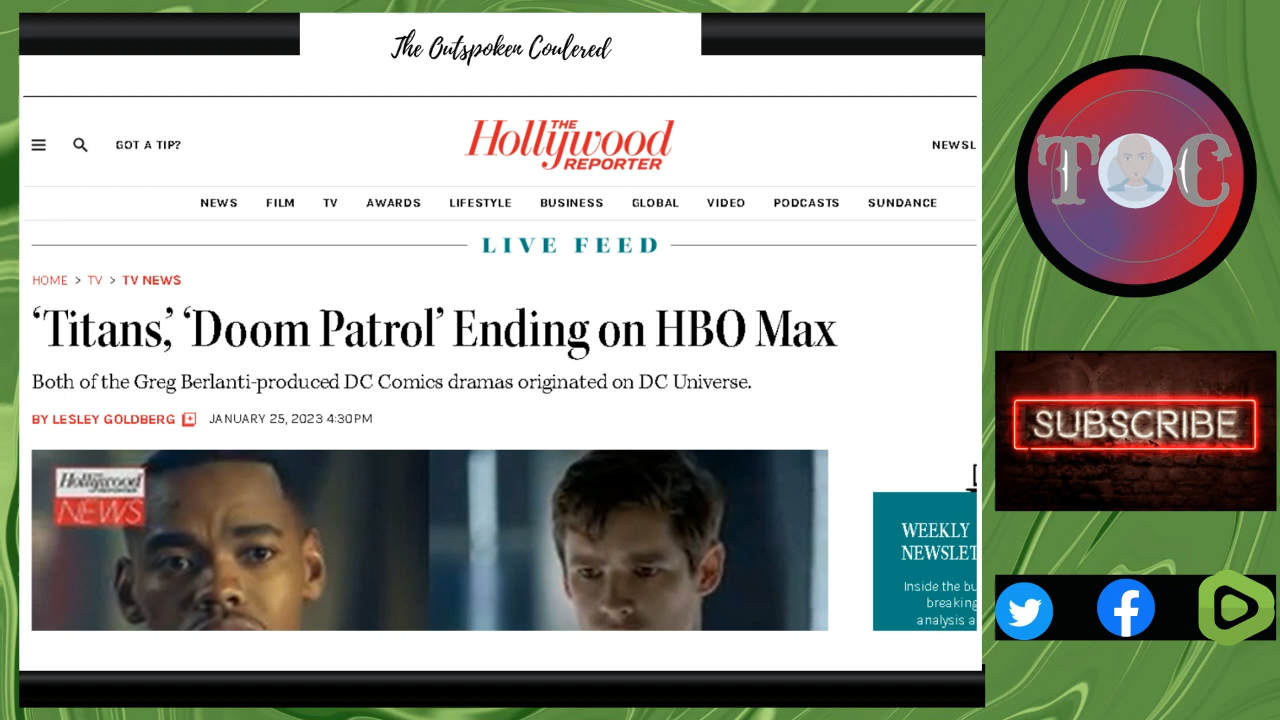 The Outspoken Coulered
GOT A TIP?
THE
Hollywood
REPORTER
NEWSL
NEWS FILM TV AWARDS LIFESTYLE BUSINESS GLOBAL VIDEO PODCASTS SUNDANCE
LIVE FEED
HOME > TV > TV NEWS
‘Titans,’ ‘Doom Patrol’ Ending on HBO Max
Both of the Greg Berlanti-produced DC Comics dramas originated on DC Universe.
BY LESLEY GOLDBERG JANUARY 25, 2023 4:30PM
THE
Hollywood
REPORTER
NEWS
WEEKLY
NEWSLET
Inside the bu
breaking
analysis a
T C
SUBSCRIBE